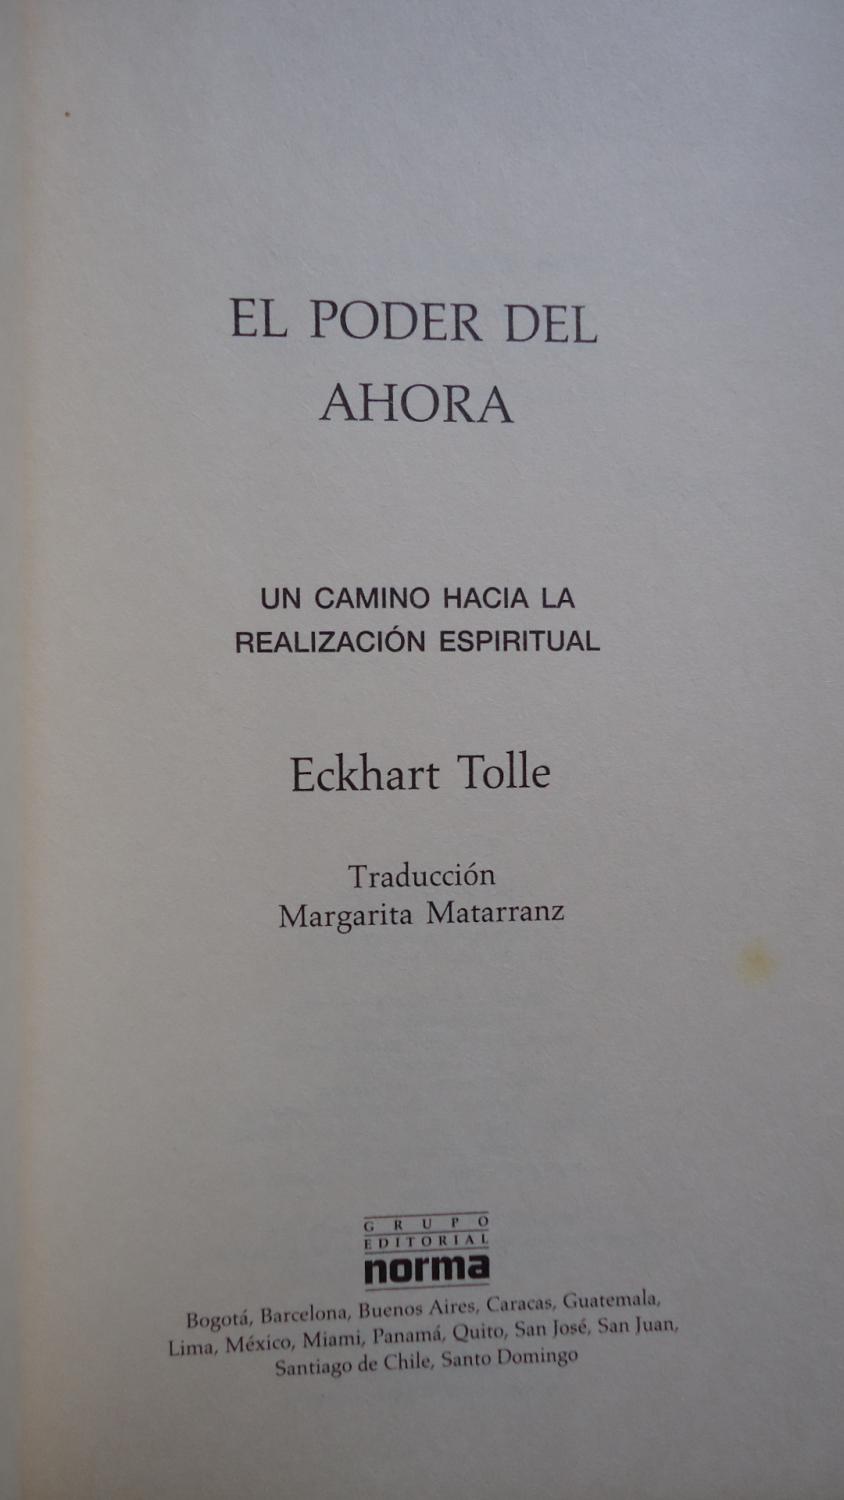 EL PODER DEL
AHORA
UN CAMINO HACIA LA
REALIZACIÓN ESPIRITUAL
Eckhart Tolle
Traducción
Margarita Matarranz
GRUPO
EDITORIAL
norma
Bogotá, Barcelona, Buenos Aires, Caracas, Guatemala,
Lima, México, Miami, Panamá, Quito, San José, San Juan,
Santiago de Chile, Santo Domingo